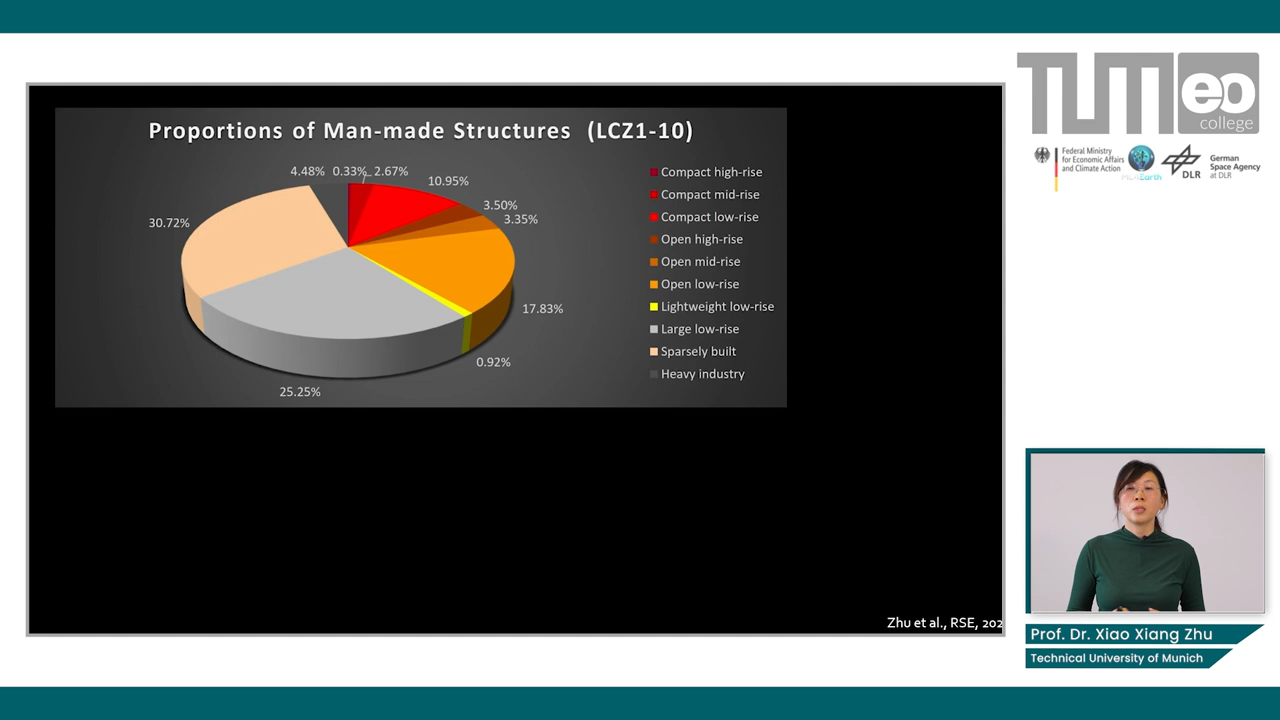 TUM eo
college
Federal Ministry
for Economic Affairs
and Climate Action
DLR
German
Space Agency
at DLR
Proportions of Man-made Structures (LCZ1-10)
4.48%
0.33%
2.67%
10.95%
3.50%
3.35%
30.72%
17.83%
0.92%
25.25%
Compact high-rise
Compact mid-rise
Compact low-rise
Open high-rise
Open mid-rise
Open low-rise
Lightweight low-rise
Large low-rise
Sparsely built
Heavy industry
Zhu et al., RSE, 202
Prof. Dr. Xiao Xiang Zhu
Technical University of Munich